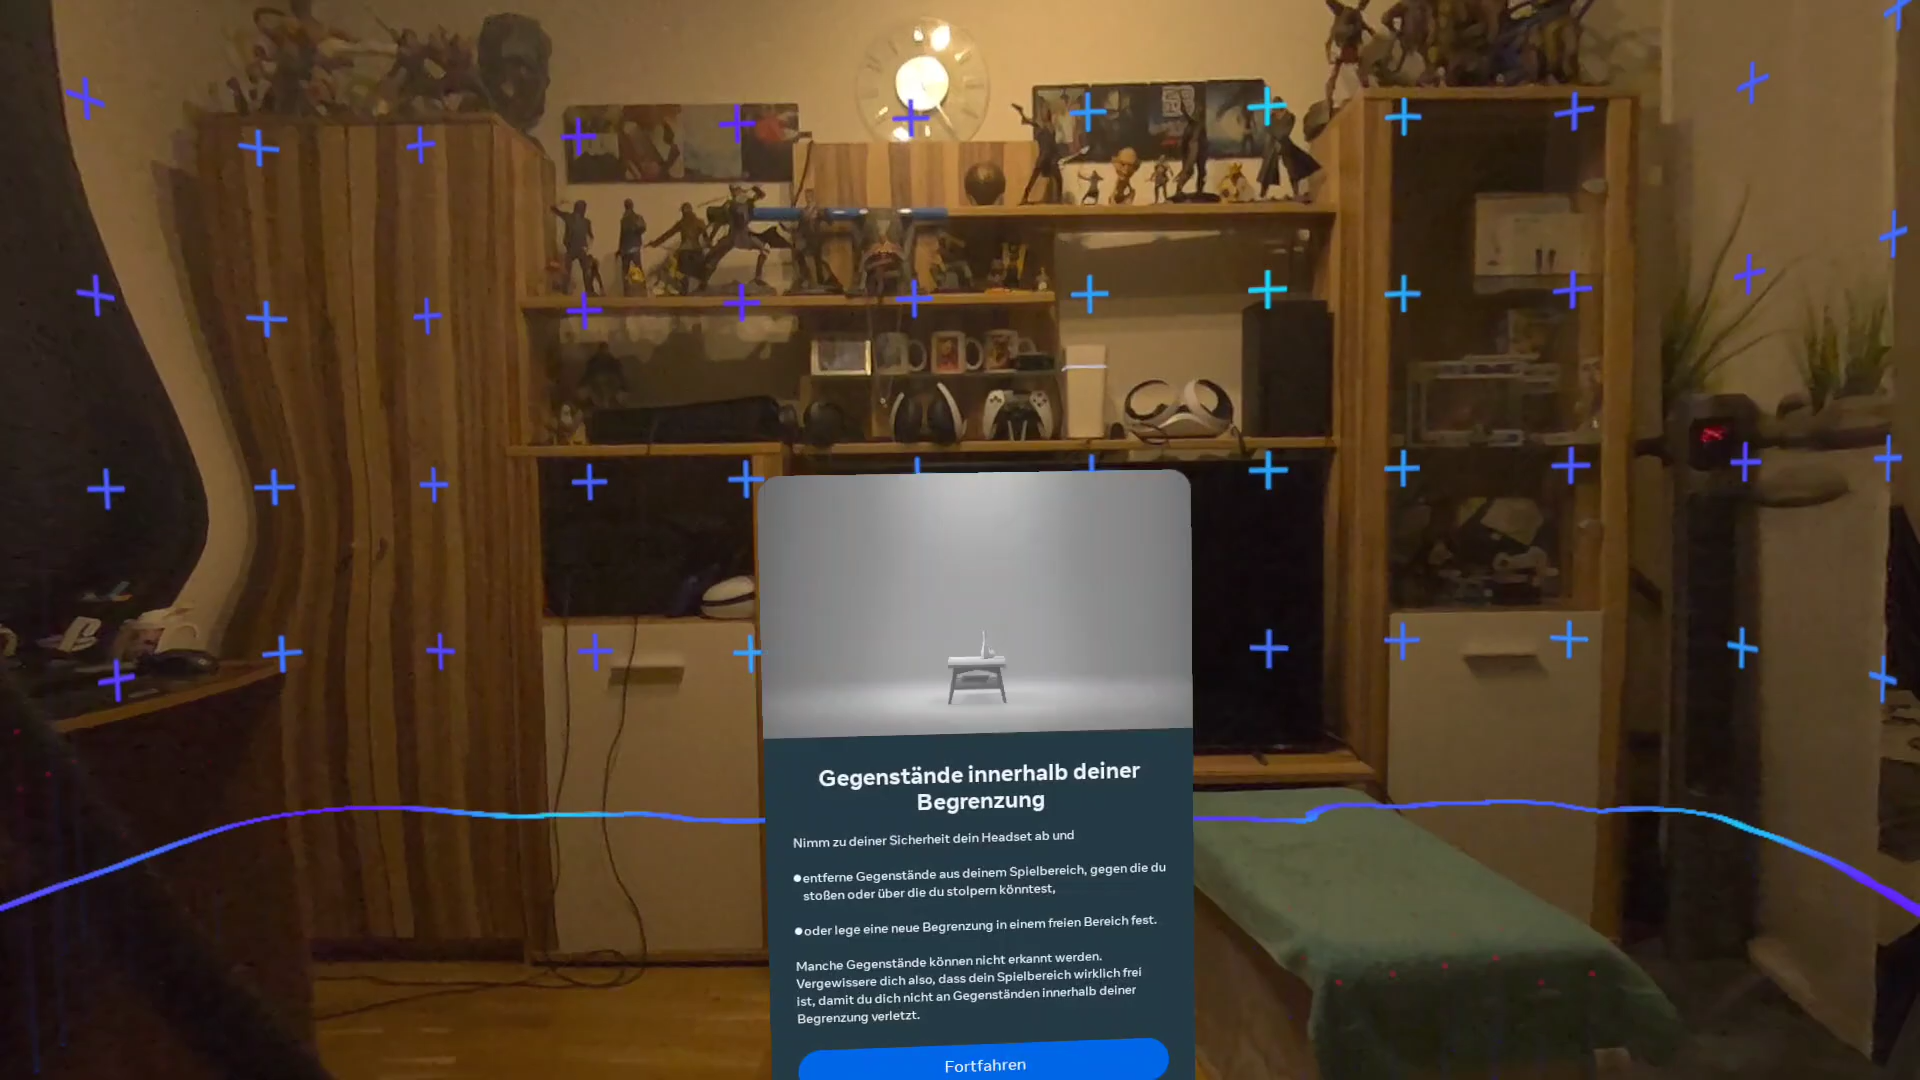 Gegenstände innerhalb deiner
Begrenzung
Nimm zu deiner Sicherheit dein Headset ab und
●entferne Gegenstände aus deinem Spielbereich, gegen die du
stoßen oder über die du stolpern könntest,
●oder lege eine neue Begrenzung in einem freien Bereich fest.
Manche Gegenstände können nicht erkannt werden.
Vergewissere dich also, dass dein Spielbereich wirklich frei
ist, damit du dich nicht an Gegenständen innerhalb deiner
Begrenzung verletzt.
Fortfahren